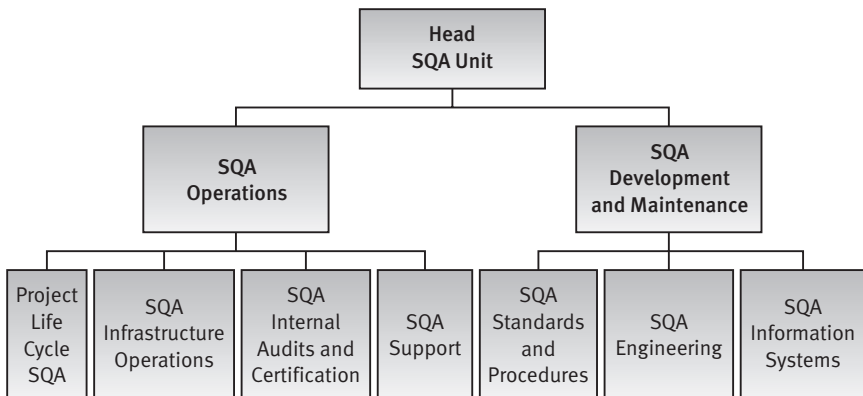 Head
SQA Unit
SQA
Operations
SQA
Development
and Maintenance
Project
Life
Cycle
SQA
SQA
Infrastructure
Operations
SQA
Internal
Audits and
Certification
SQA
Support
SQA
Standards
and
Procedures
SQA
Engineering
SQA
Information
Systems